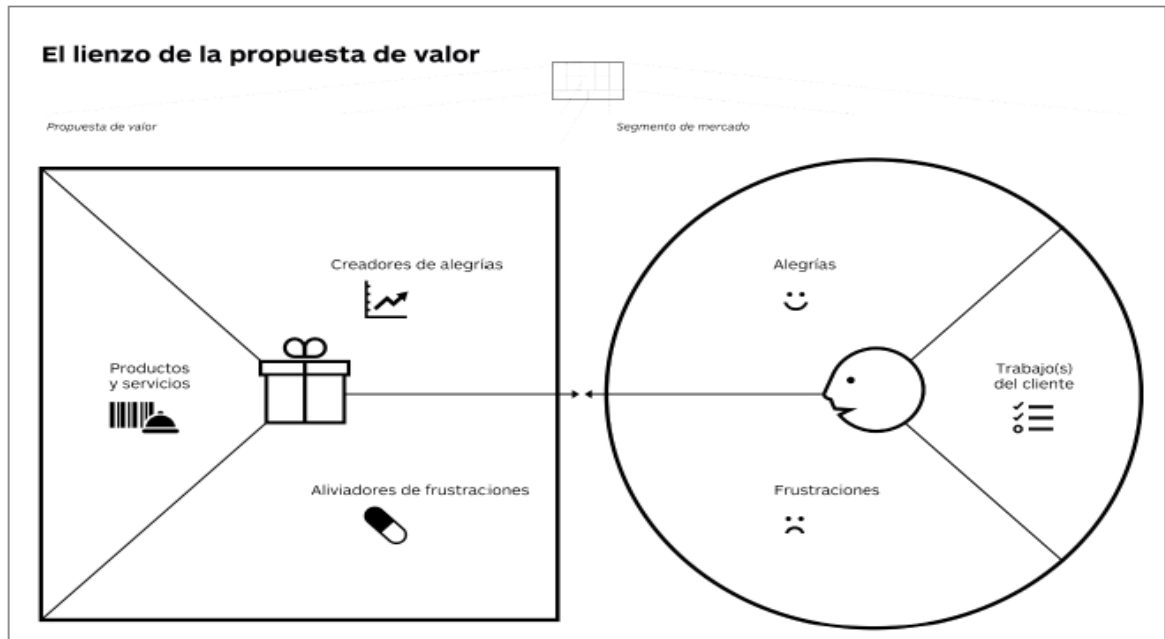 El lienzo de la propuesta de valor
Propuesta de valor
Segmento de mercado
Creadores de alegrías
Alegrías
Productos
y servicios
Trabajo(s)
del cliente
Aliviadores de frustraciones
Frustraciones